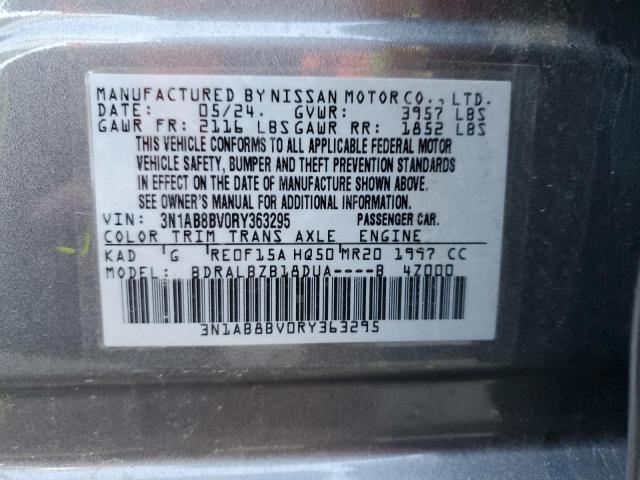 MANUFACTURED BY NISSAN MOTOR CO., LTD.
DATE: 05/24. GVWR: 3957 LBS
GAWR FR: 2116 LBS GAWR RR: 1852 LBS
THIS VEHICLE CONFORMS TO ALL APPLICABLE FEDERAL MOTOR
VEHICLE SAFETY, BUMPER AND THEFT PREVENTION STANDARDS
IN EFFECT ON THE DATE OF MANUFACTURE SHOWN ABOVE.
SEE OWNER'S MANUAL FOR ADDITIONAL INFORMATION.
VIN: 3N1AB8BV0RY363295 PASSENGER CAR.
COLOR TRIM TRANS AXLE ENGINE
KAD G RE0F15A HQ50 MR20 1997 CC
MODEL: BDRALBZB18DUA----B 4Z000
3N1AB8BV0RY363295